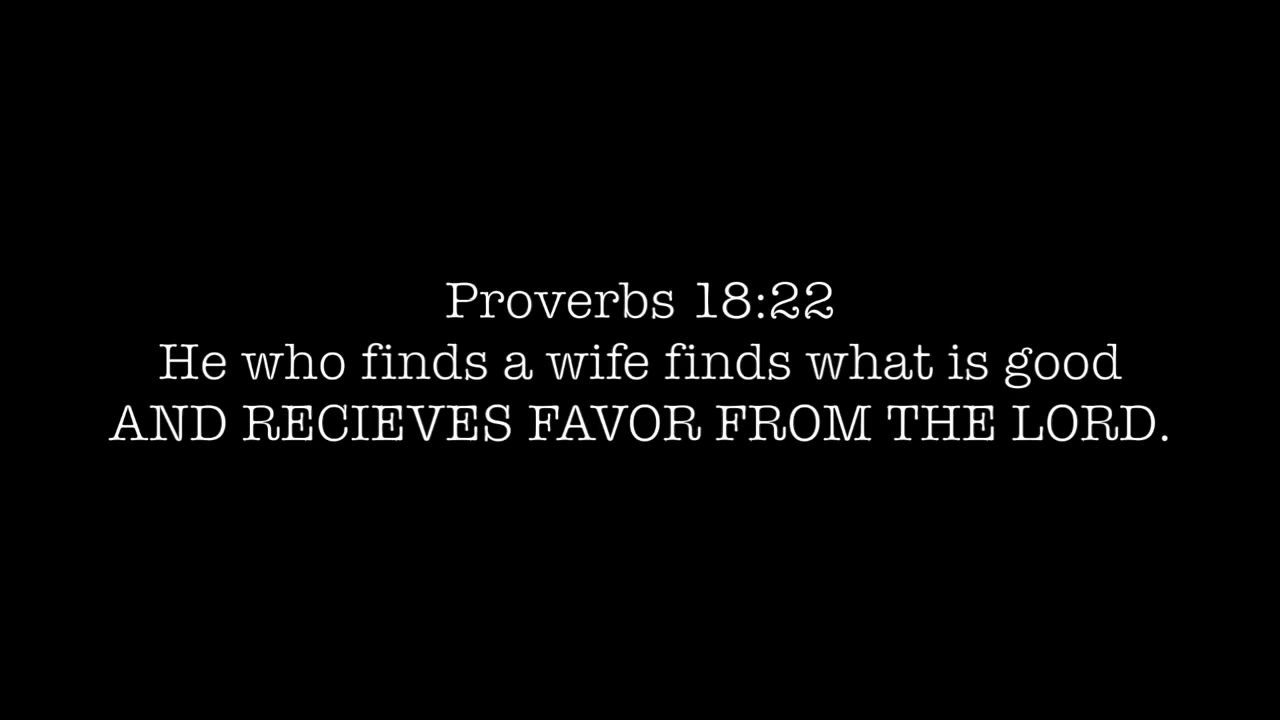 Proverbs 18:22
He who finds a wife finds what is good
AND RECIEVES FAVOR FROM THE LORD.